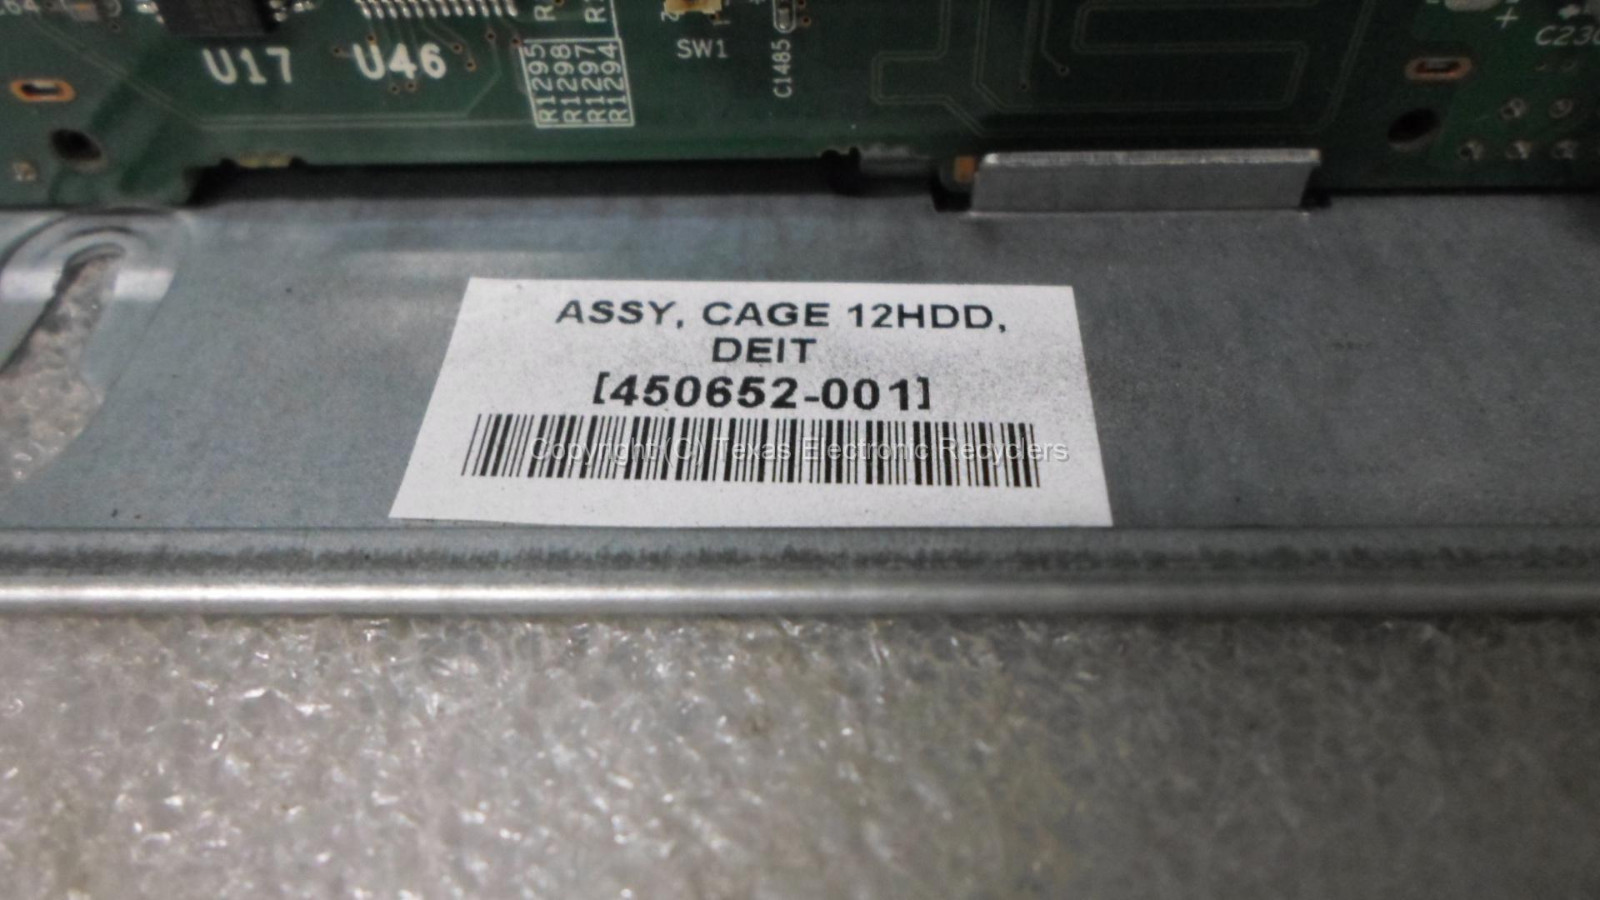 U17
U46
R1295
R1298
R1297
R1294
SW1
C1485
ASSY, CAGE 12HDD,
DEIT
[450652-001]
Copyright (C) Texas Electronic Recyclers